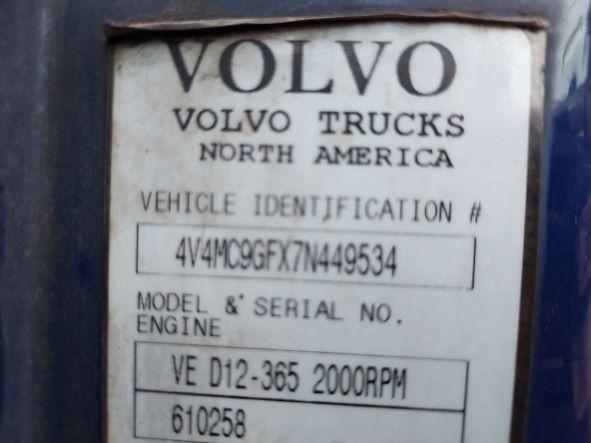 VOLVO
VOLVO TRUCKS
NORTH AMERICA
VEHICLE IDENTIFICATION #
4V4MC9GFX7N449534
MODEL & SERIAL NO.
ENGINE
VE D12-365 2000RPM
610258